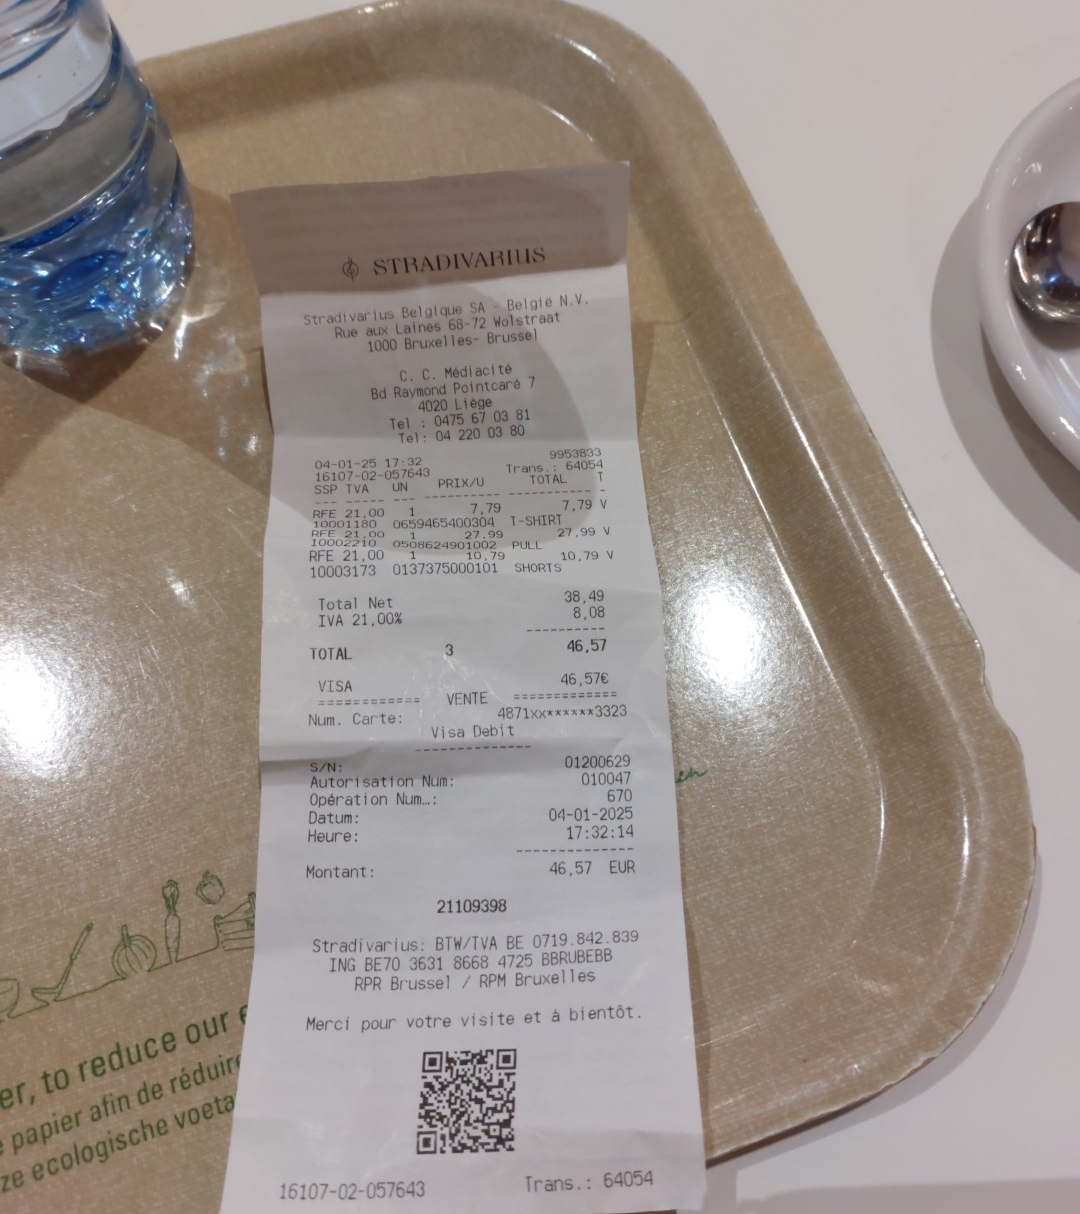 STRADIVARIUS
Stradivarius Belgique SA - België N.V.
Rue aux Laines 68-72 Wolstraat
1000 Bruxelles- Brussel
C. C. Médiacité
Bd Raymond Pointcaré 7
4020 Liège
Tel : 0475 67 03 81
Tel: 04 220 03 80
9953833
04-01-25 17:32
16107-02-057643 Trans.: 64054
SSP TVA UN PRIX/U TOTAL T
RFE 21,00 1 7,79 7,79 V
10001180 0659465400304 T-SHIRT
RFE 21,00 1 27,99 27,99 V
10002210 0508624901002 PULL
RFE 21,00 1 10,79 10,79 V
10003173 0137375000101 SHORTS
Total Net 38,49
IVA 21,00% 8,08
TOTAL 3 46,57
VISA 46,57€
VENTE
Num. Carte: 4871xx******3323
Visa Debit
S/N: 01200629
Autorisation Num: 010047
Opération Num…: 670
Datum: 04-01-2025
Heure: 17:32:14
Montant: 46,57 EUR
21109398
Stradivarius: BTW/TVA BE 0719.842.839
ING BE70 3631 8668 4725 BBRUBEBB
RPR Brussel / RPM Bruxelles
Merci pour votre visite et à bientôt.
16107-02-057643 Trans.: 64054
er, to reduce our
papier afin de réduire
ze ecologische voeta